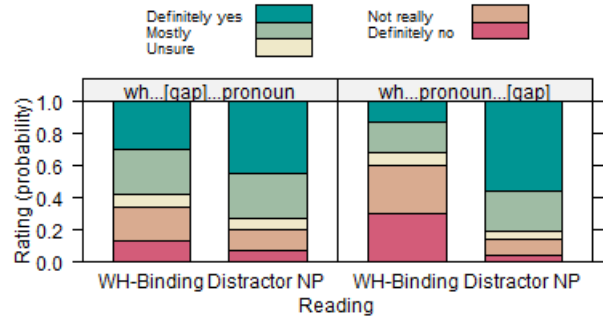 Definitely yes
Mostly
Unsure
Not really
Definitely no
wh...[gap]...pronoun
wh...pronoun...[gap]
Rating (probability)
1.0
0.8
0.6
0.4
0.2
0.0
WH-Binding Distractor NP
WH-Binding Distractor NP
Reading